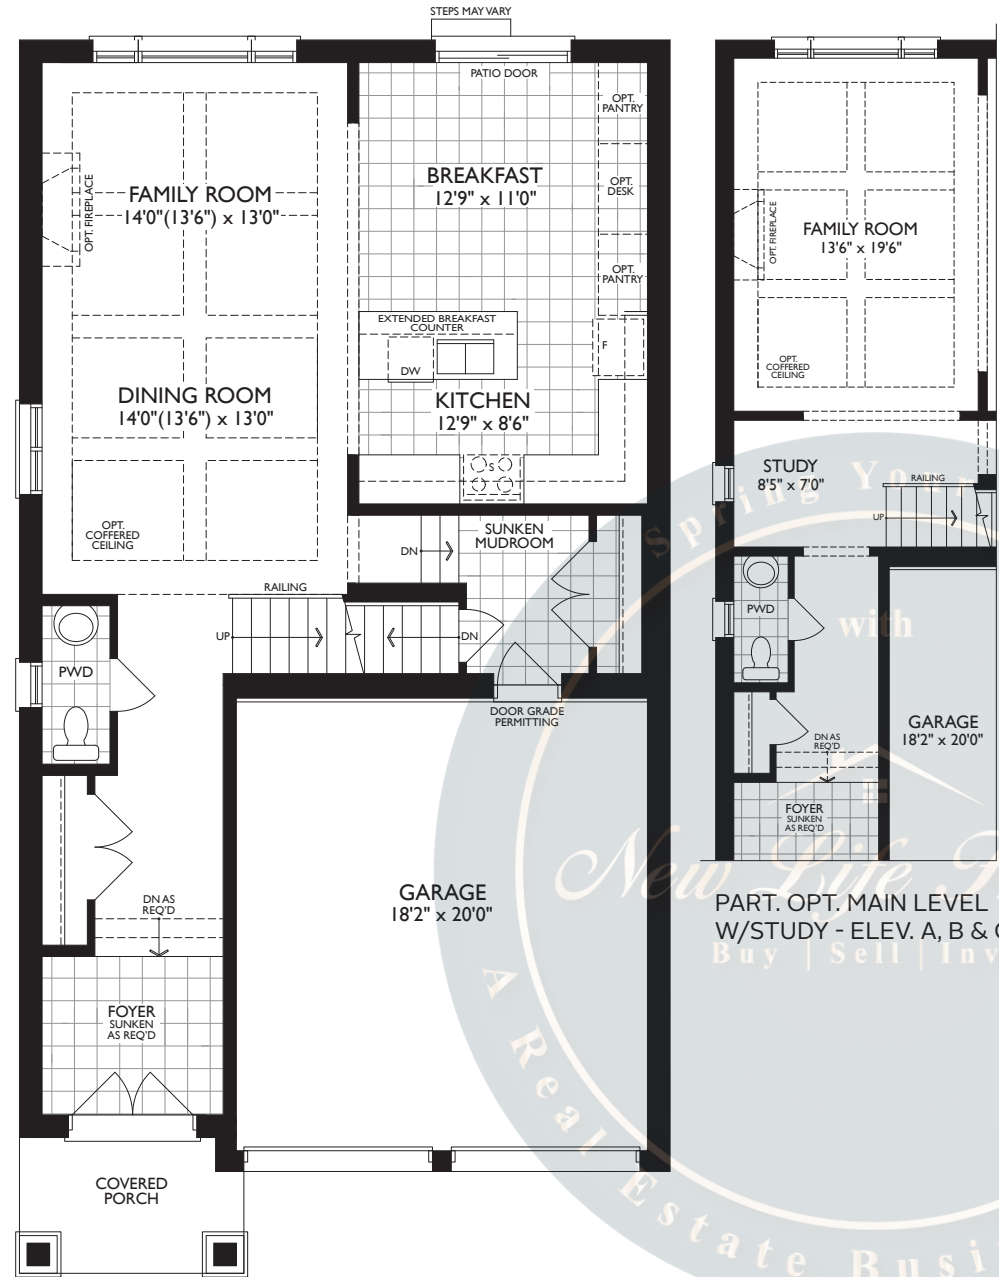 STEPS MAY VARY
PATIO DOOR
OPT.
PANTRY
BREAKFAST
12'9" x 11'0"
OPT.
DESK
FAMILY ROOM
14'0"(13'6") x 13'0"
OPT. FIREPLACE
OPT.
PANTRY
EXTENDED BREAKFAST
COUNTER
F
DW
DINING ROOM
14'0"(13'6") x 13'0"
KITCHEN
12'9" x 8'6"
S
OPT.
COFFERED
CEILING
SUNKEN
MUDROOM
DN
RAILING
UP
DN
PWD
DOOR GRADE
PERMITTING
GARAGE
18'2" x 20'0"
DN AS
REQ'D
FOYER
SUNKEN
AS REQ'D
COVERED
PORCH
FAMILY ROOM
13'6" x 19'6"
OPT. FIREPLACE
OPT.
COFFERED
CEILING
STUDY
8'5" x 7'0"
RAILING
UP
PWD
GARAGE
18'2" x 20'0"
DN AS
REQ'D
FOYER
SUNKEN
AS REQ'D
PART. OPT. MAIN LEVEL
W/STUDY - ELEV. A, B &
Spring Your
with
New Life
Buy | Sell | Inv
A Real Estate Busi